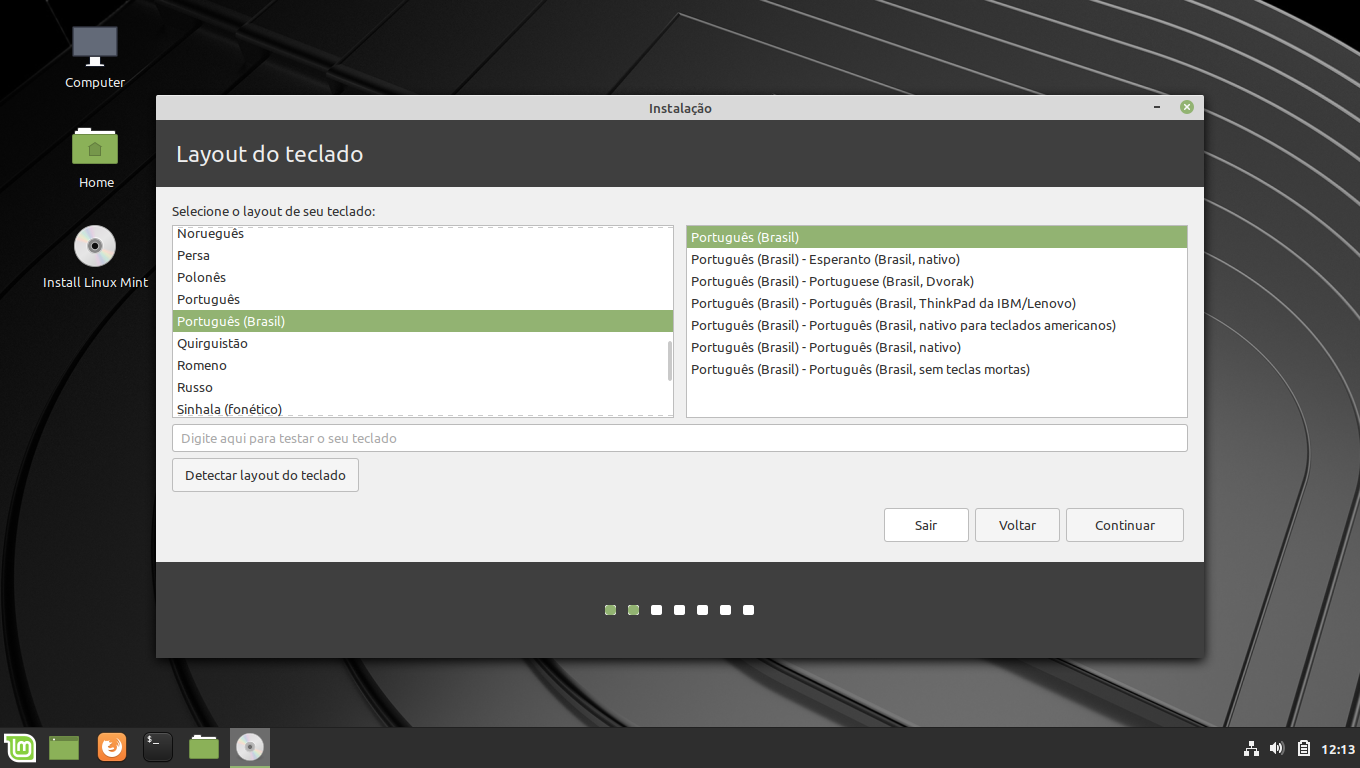 Computer
Home
Install Linux Mint
Instalação
Layout do teclado
Selecione o layout de seu teclado:
Norueguês
Persa
Polonês
Português
Português (Brasil)
Quirguistão
Romeno
Russo
Sinhala (fonético)
Português (Brasil)
Português (Brasil) - Esperanto (Brasil, nativo)
Português (Brasil) - Portuguese (Brasil, Dvorak)
Português (Brasil) - Português (Brasil, ThinkPad da IBM/Lenovo)
Português (Brasil) - Português (Brasil, nativo para teclados americanos)
Português (Brasil) - Português (Brasil, nativo)
Português (Brasil) - Português (Brasil, sem teclas mortas)
Digite aqui para testar o seu teclado
Detectar layout do teclado
Sair
Voltar
Continuar
12:13